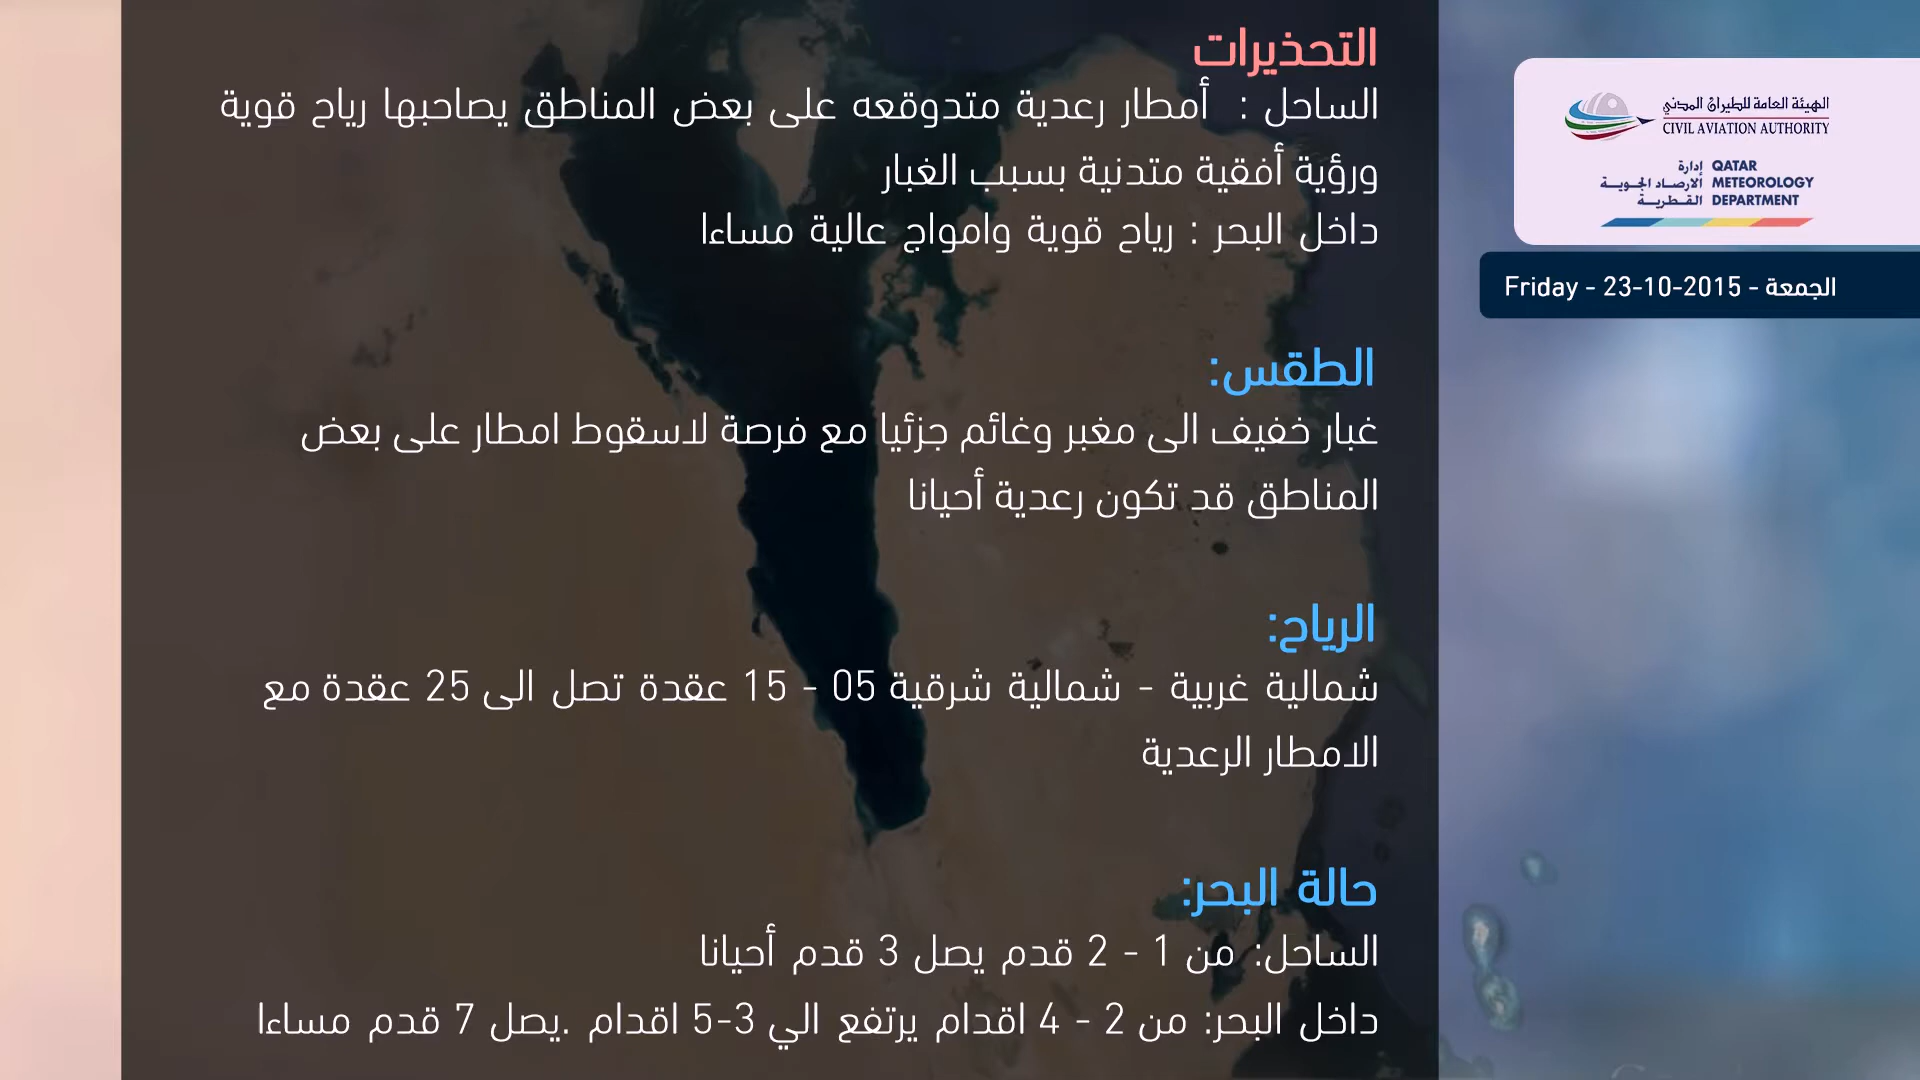 التحذيرات
الساحل : أمطار رعدية متدوقعه على بعض المناطق يصاحبها رياح قوية
ورؤية أفقية متدنية بسبب الغبار
داخل البحر : رياح قوية وامواج عالية مساءا
الطقس:
غبار خفيف الى مغبر وغائم جزئيا مع فرصة لاسقوط امطار على بعض
المناطق قد تكون رعدية أحيانا
الرياح:
شمالية غربية - شمالية شرقية 05 - 15 عقدة تصل الى 25 عقدة مع
الامطار الرعدية
حالة البحر:
الساحل: من 1 - 2 قدم يصل 3 قدم أحيانا
داخل البحر: من 2 - 4 اقدام يرتفع الي 3-5 اقدام .يصل 7 قدم مساءا
الهيئة العامة للطيران المدني
CIVIL AVIATION AUTHORITY
إدارة QATAR
الارصاد الجوية METEOROLOGY
القطرية DEPARTMENT
Friday - 23-10-2015 - الجمعة